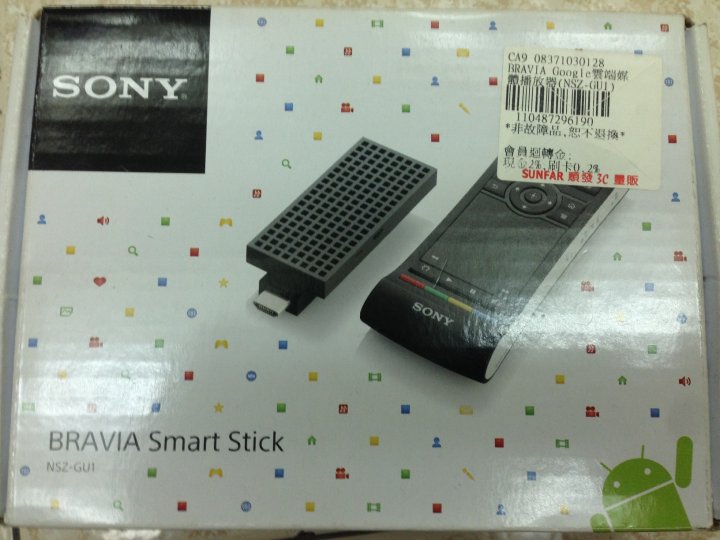 SONY
CA9 08371030128
BRAVIA Google雲端媒
體播放器(NSZ-GU1)
110487296190
*非故障品,恕不退換*
會員迴轉金:
現金2%,刷卡0.2%
SUNFAR 順發3C量販
SONY
BRAVIA Smart Stick
NSZ-GU1